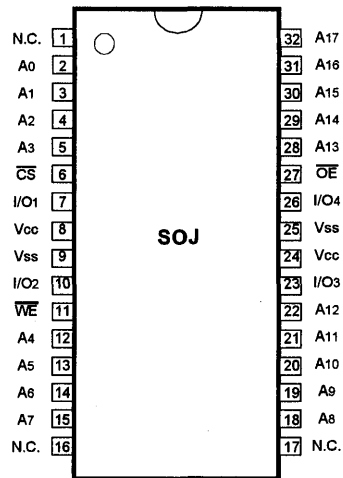 N.C. 1 32 A17
A0 2 31 A16
A1 3 30 A15
A2 4 29 A14
A3 5 28 A13
C̅S̅ 6 27 O̅E̅
I/O1 7 26 I/O4
Vcc 8 25 Vss
Vss 9 24 Vcc
SOJ
I/O2 10 23 I/O3
W̅E̅ 11 22 A12
A4 12 21 A11
A5 13 20 A10
A6 14 19 A9
A7 15 18 A8
N.C. 16 17 N.C.